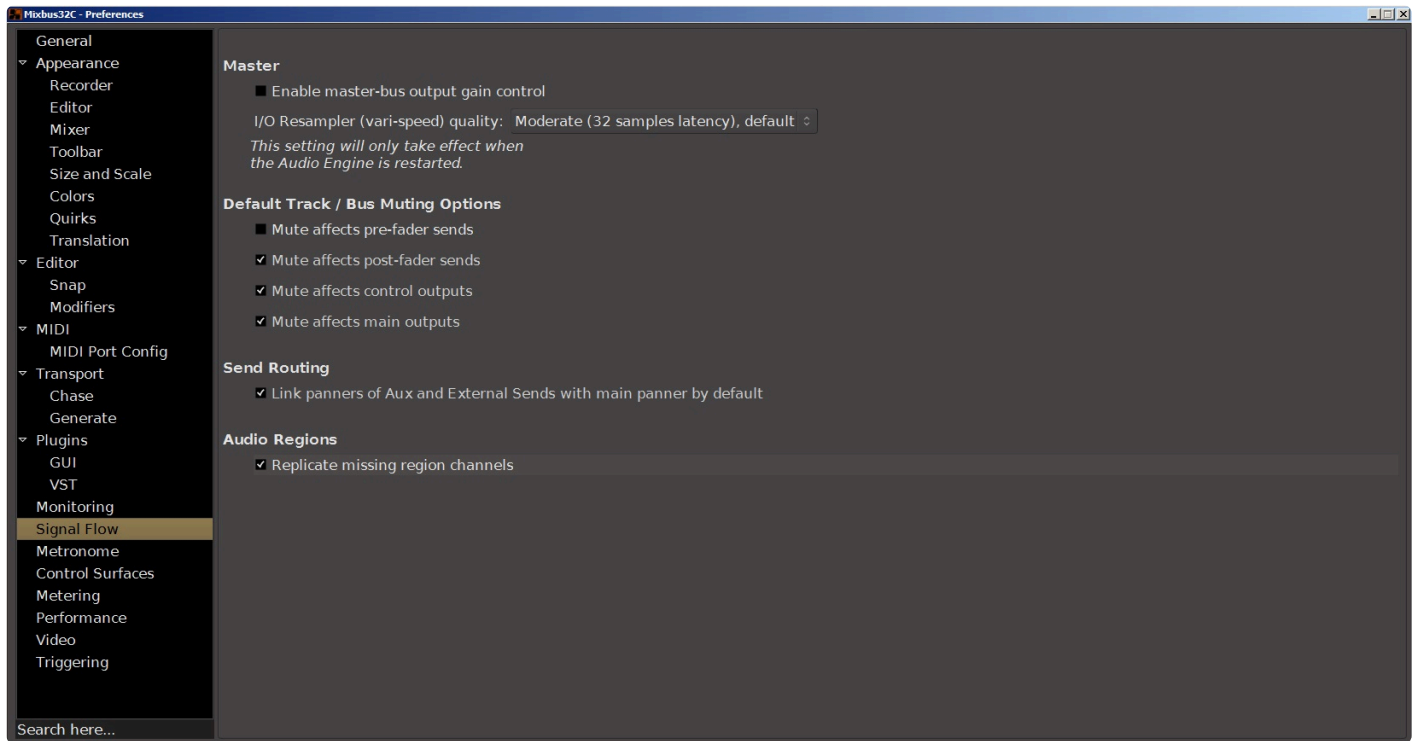 Mixbus32C - Preferences
General
Appearance
Recorder
Editor
Mixer
Toolbar
Size and Scale
Colors
Quirks
Translation
Editor
Snap
Modifiers
MIDI
MIDI Port Config
Transport
Chase
Generate
Plugins
GUI
VST
Monitoring
Signal Flow
Metronome
Control Surfaces
Metering
Performance
Video
Triggering
Search here...
Master
Enable master-bus output gain control
I/O Resampler (vari-speed) quality: Moderate (32 samples latency), default
This setting will only take effect when
the Audio Engine is restarted.
Default Track / Bus Muting Options
Mute affects pre-fader sends
Mute affects post-fader sends
Mute affects control outputs
Mute affects main outputs
Send Routing
Link panners of Aux and External Sends with main panner by default
Audio Regions
Replicate missing region channels